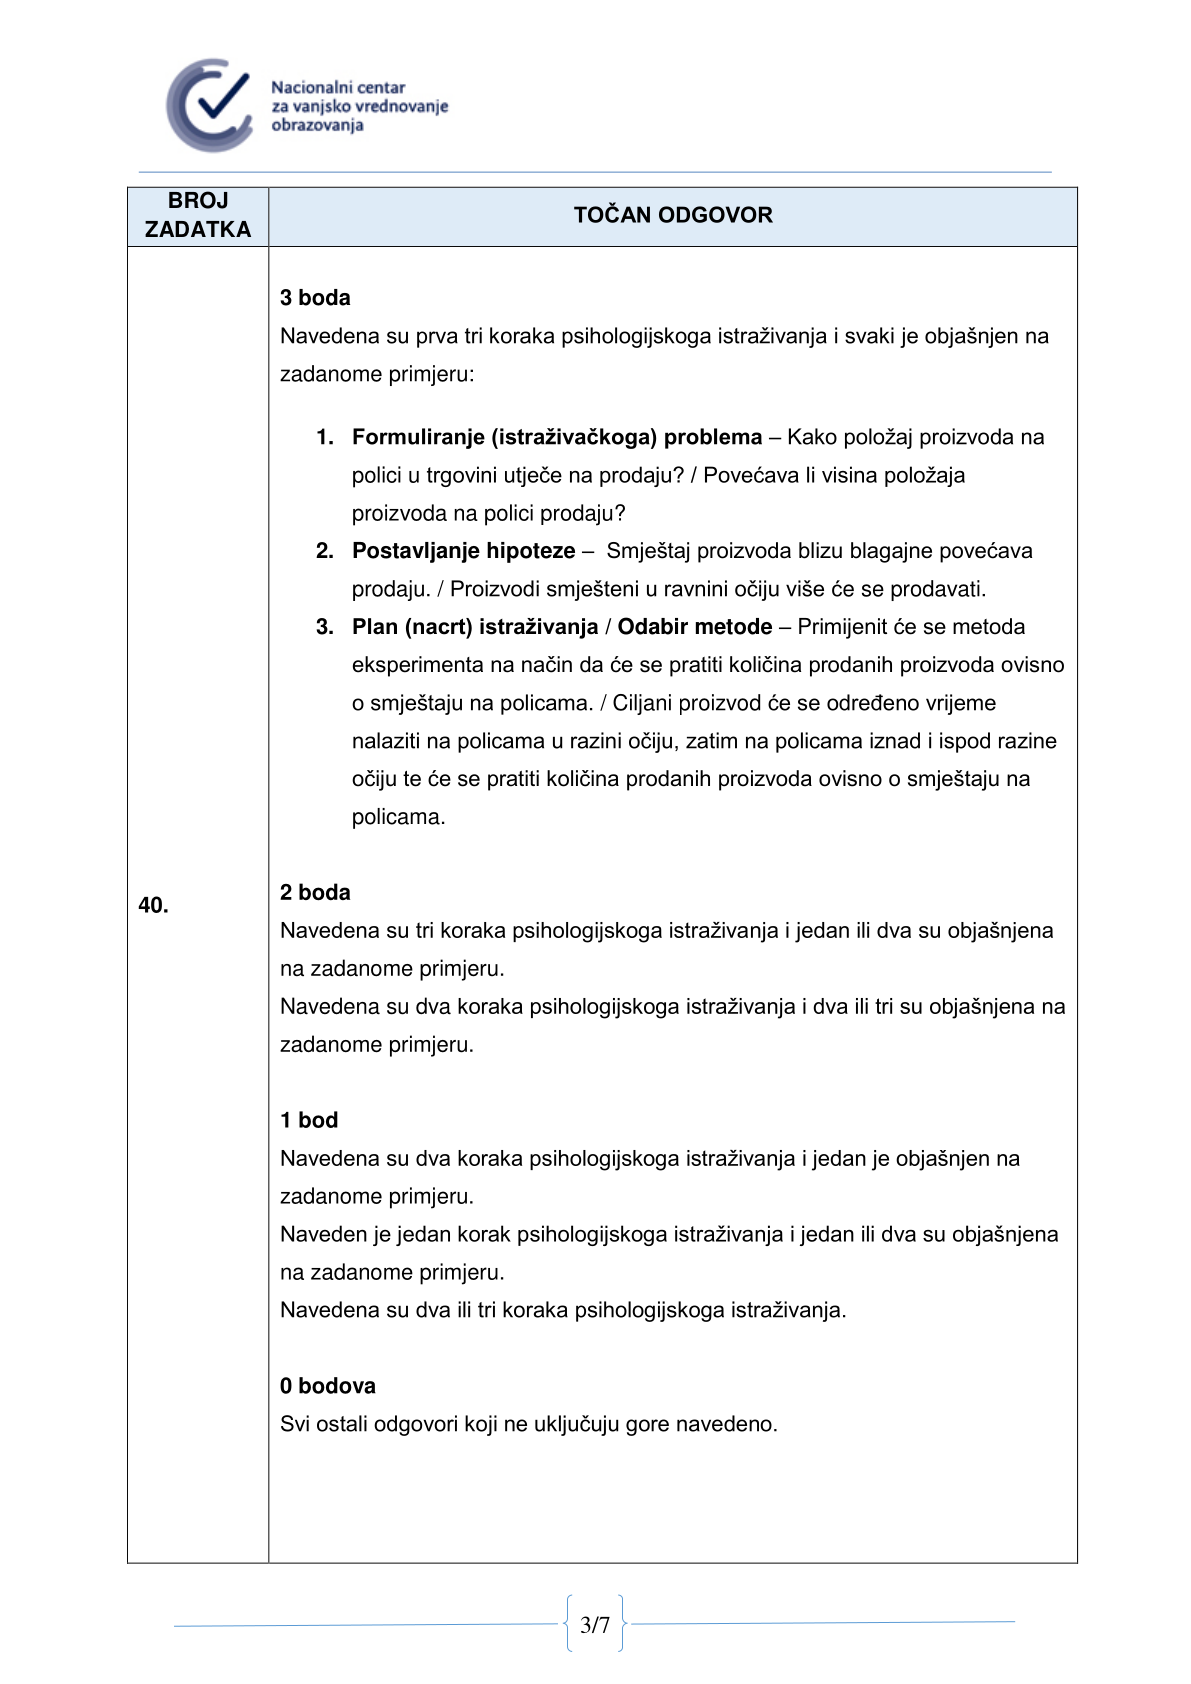 Nacionalni centar
za vanjsko vrednovanje
obrazovanja
BROJ
ZADATKA
TOČAN ODGOVOR
3 boda
Navedena su prva tri koraka psihologijskoga istraživanja i svaki je objašnjen na
zadanome primjeru:
1. Formuliranje (istraživačkoga) problema – Kako položaj proizvoda na
polici u trgovini utječe na prodaju? / Povećava li visina položaja
proizvoda na polici prodaju?
2. Postavljanje hipoteze – Smještaj proizvoda blizu blagajne povećava
prodaju. / Proizvodi smješteni u ravnini očiju više će se prodavati.
3. Plan (nacrt) istraživanja / Odabir metode – Primijenit će se metoda
eksperimenta na način da će se pratiti količina prodanih proizvoda ovisno
o smještaju na policama. / Ciljani proizvod će se određeno vrijeme
nalaziti na policama u razini očiju, zatim na policama iznad i ispod razine
očiju te će se pratiti količina prodanih proizvoda ovisno o smještaju na
policama.
40.
2 boda
Navedena su tri koraka psihologijskoga istraživanja i jedan ili dva su objašnjena
na zadanome primjeru.
Navedena su dva koraka psihologijskoga istraživanja i dva ili tri su objašnjena na
zadanome primjeru.
1 bod
Navedena su dva koraka psihologijskoga istraživanja i jedan je objašnjen na
zadanome primjeru.
Naveden je jedan korak psihologijskoga istraživanja i jedan ili dva su objašnjena
na zadanome primjeru.
Navedena su dva ili tri koraka psihologijskoga istraživanja.
0 bodova
Svi ostali odgovori koji ne uključuju gore navedeno.
3/7